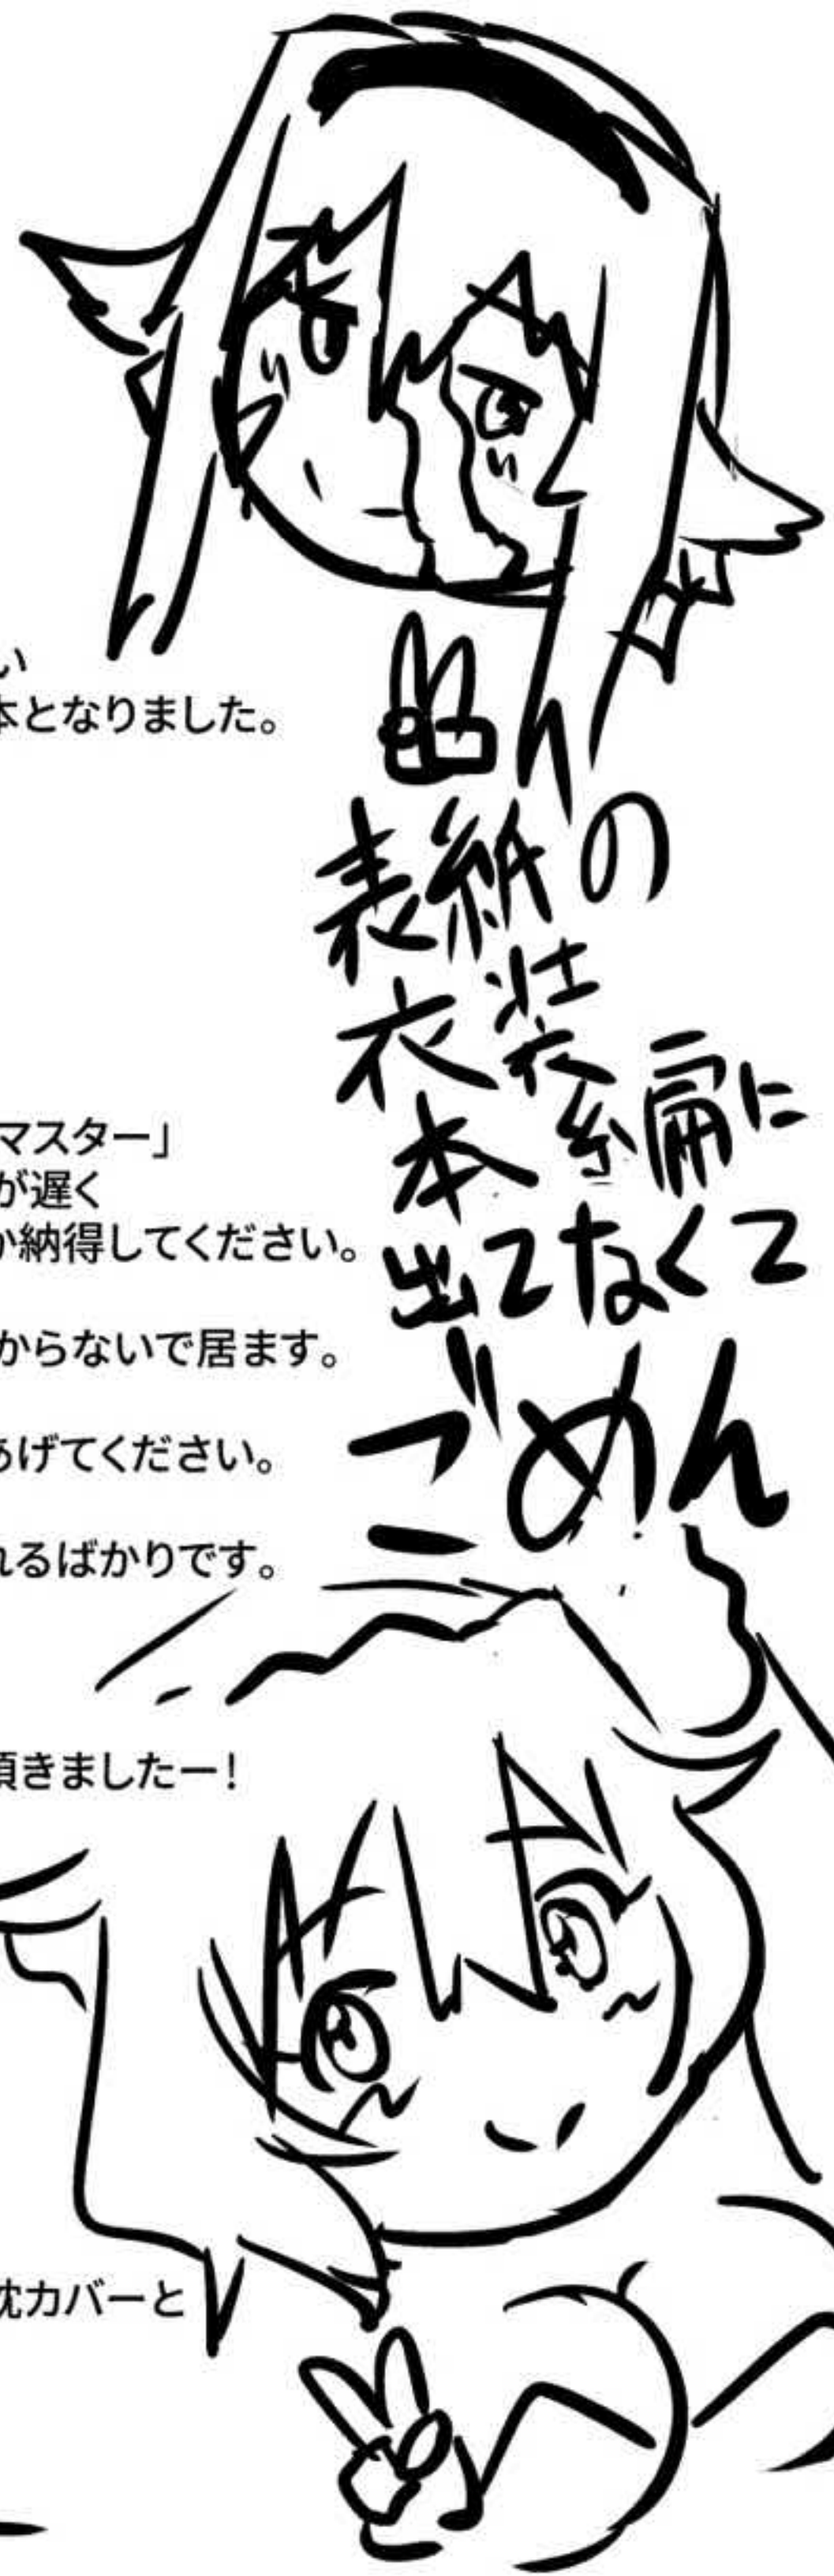 い
本となりました。
表紙の
衣装
本編に
出てなくて
ごめん
マスター」
が遅く
か納得してください。
からないで居ます。
あげてください。
れるばかりです。
頂きましたー！
枕カバーと